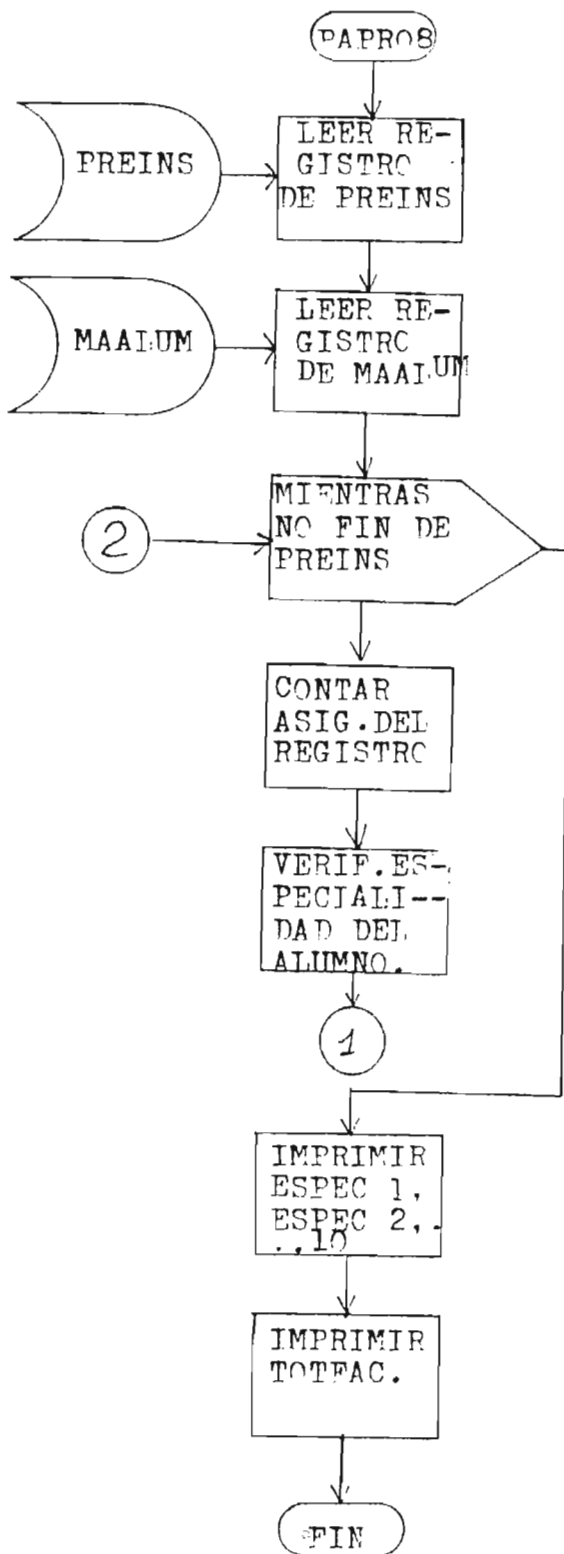 PAPRO8
LEER RE-
GISTRO
DE PREINS
PREINS
LEER RE-
GISTRO
DE MAALUM
MAALUM
MIENTRAS
NO FIN DE
PREINS
2
CONTAR
ASIG.DEL
REGISTRO
VERIF.ES-
PECIALI--
DAD DEL
ALUMNO.
1
IMPRIMIR
ESPEC 1,
ESPEC 2,.
.,10
IMPRIMIR
TOTFAC.
FIN